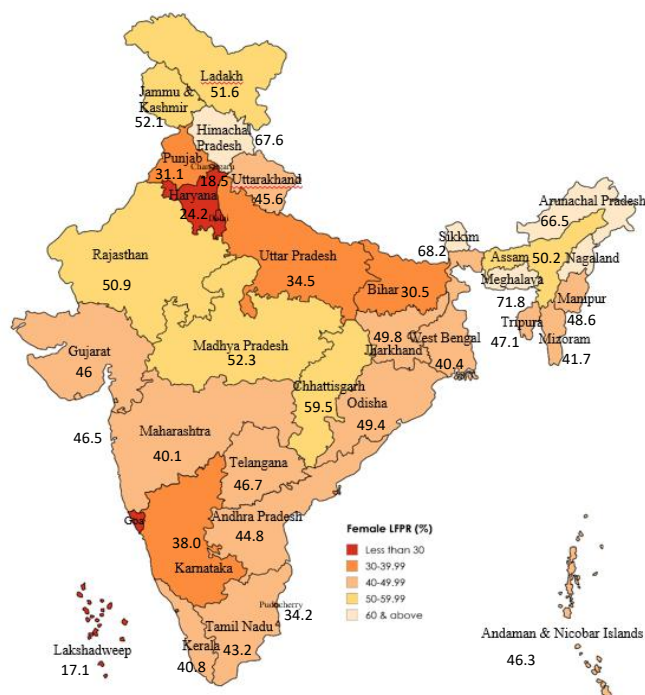 Ladakh
51.6
Jammu &
Kashmir
52.1
Himachal
Pradesh
67.6
Punjab
31.1
18.5
Uttarakhand
45.6
Haryana
24.2
Delhi
Arunachal Pradesh
66.5
Sikkim
68.2
Assam 50.2
Nagaland
Meghalaya
71.8
Manipur
48.6
Tripura
47.1
Mizoram
41.7
Rajasthan
50.9
Uttar Pradesh
34.5
Bihar 30.5
Gujarat
46
Madhya Pradesh
52.3
49.8
Jharkhand
West Bengal
40.4
Chhattisgarh
59.5
Odisha
49.4
46.5
Maharashtra
40.1
Telangana
46.7
Goa
Andhra Pradesh
44.8
38.0
Karnataka
Female LFPR (%)
Less than 30
30-39.99
40-49.99
50-59.99
60 & above
Puducherry
34.2
Tamil Nadu
43.2
Kerala
40.8
Lakshadweep
17.1
Andaman & Nicobar Islands
46.3